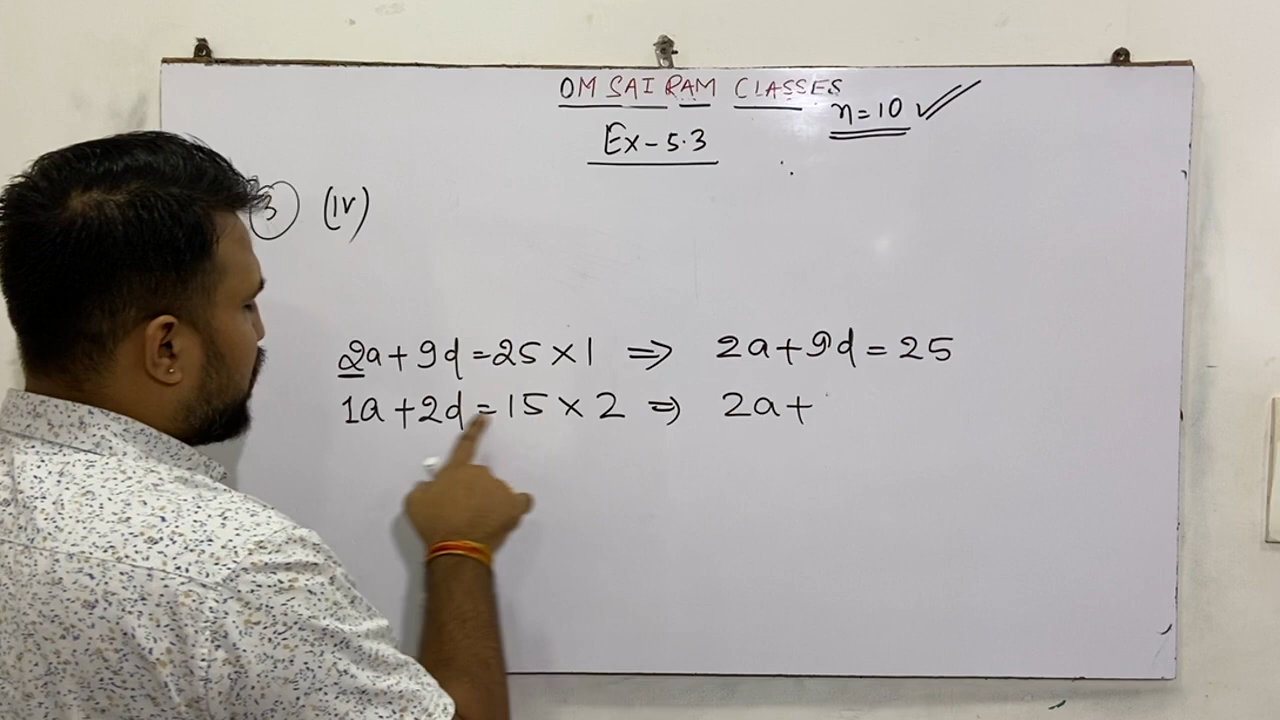 OM SAI RAM CLASSES
n=10 ✓
Ex-5.3
3 (iv)
2a+9d=25×1 ⇒ 2a+9d=25
1a+2d=15×2 ⇒ 2a+